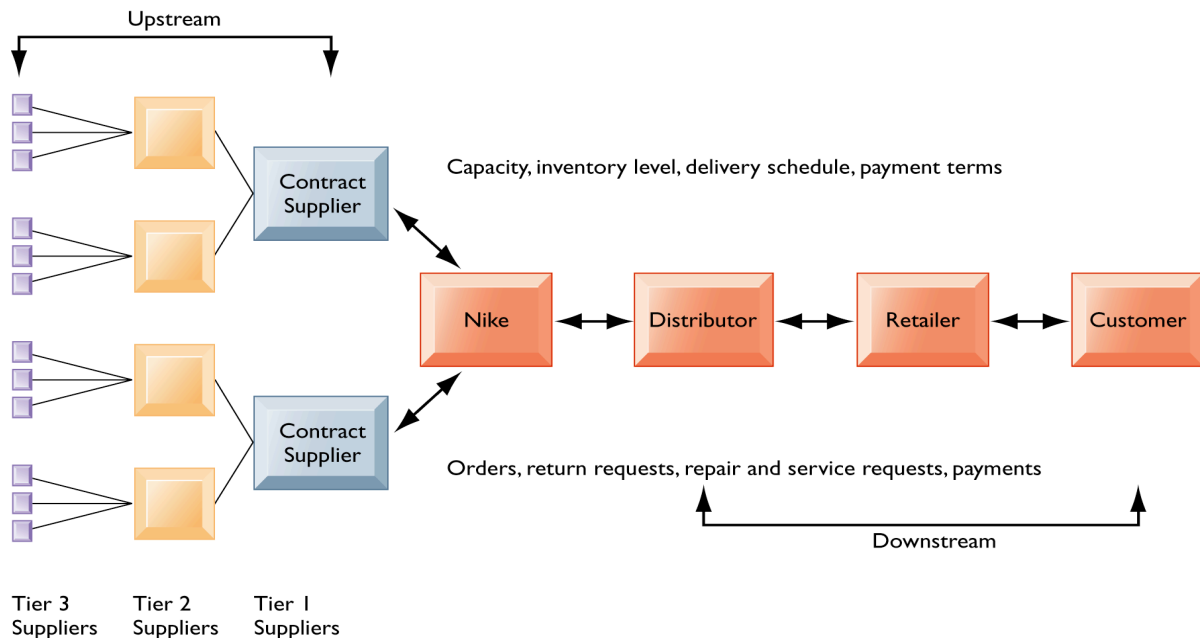 Upstream
Contract
Supplier
Capacity, inventory level, delivery schedule, payment terms
Nike
Distributor
Retailer
Customer
Contract
Supplier
Orders, return requests, repair and service requests, payments
Downstream
Tier 3
Suppliers
Tier 2
Suppliers
Tier 1
Suppliers